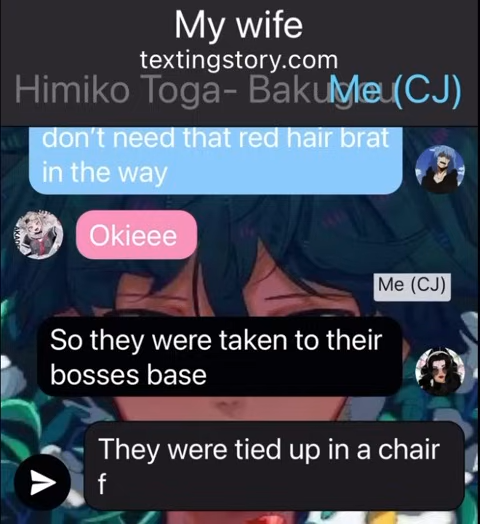 My wife
textingstory.com
Himiko Toga- Bakugou Me (CJ)
don't need that red hair brat
in the way
Okieee
Me (CJ)
So they were taken to their
bosses base
They were tied up in a chair
f